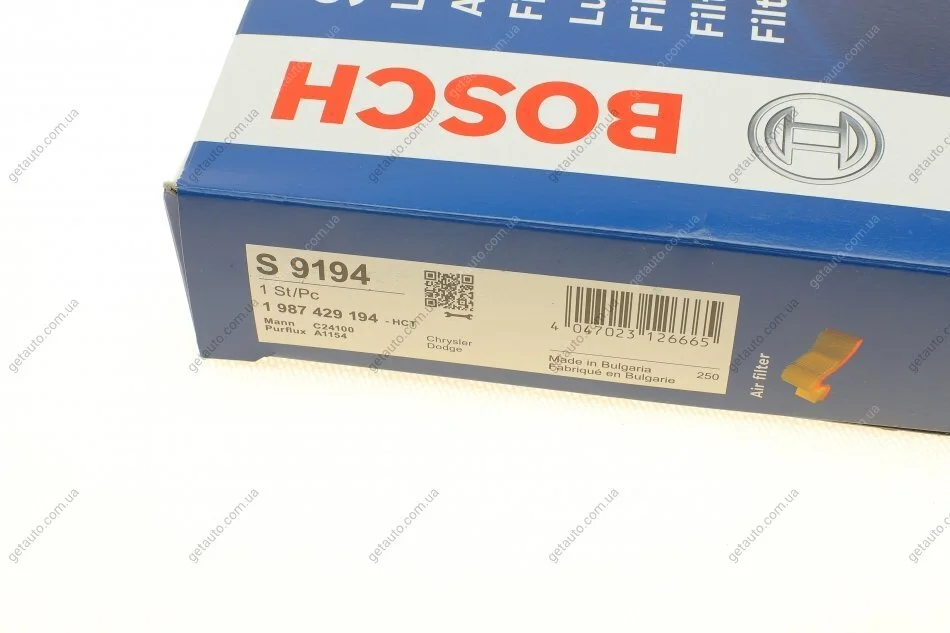 BOSCH
S 9194
1 St/Pc
1 987 429 194 - HCT
Mann C24100
Purflux A1154
Chrysler
Dodge
4 047023 126665
Made in Bulgaria
Fabriqué en Bulgarie 250
Air filter
getauto.com.ua